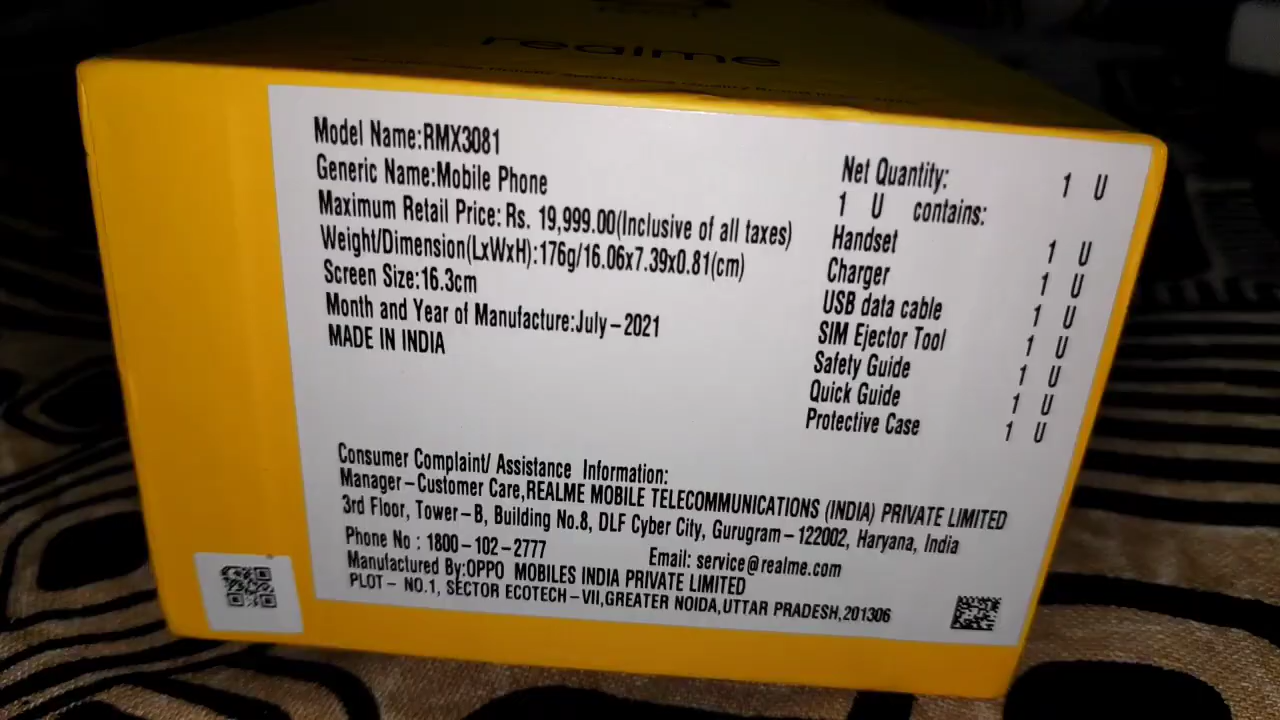 realme
Model Name:RMX3081
Generic Name:Mobile Phone
Maximum Retail Price: Rs. 19,999.00(Inclusive of all taxes)
Weight/Dimension(LxWxH):176g/16.06x7.39x0.81(cm)
Screen Size:16.3cm
Month and Year of Manufacture:July-2021
MADE IN INDIA
Net Quantity: 1 U
1 U contains:
Handset 1 U
Charger 1 U
USB data cable 1 U
SIM Ejector Tool 1 U
Safety Guide 1 U
Quick Guide 1 U
Protective Case 1 U
Consumer Complaint/ Assistance Information:
Manager-Customer Care,REALME MOBILE TELECOMMUNICATIONS (INDIA) PRIVATE LIMITED
3rd Floor, Tower-B, Building No.8, DLF Cyber City, Gurugram-122002, Haryana, India
Phone No : 1800-102-2777 Email: service@realme.com
Manufactured By:OPPO MOBILES INDIA PRIVATE LIMITED
PLOT- NO.1, SECTOR ECOTECH-VII,GREATER NOIDA,UTTAR PRADESH,201306